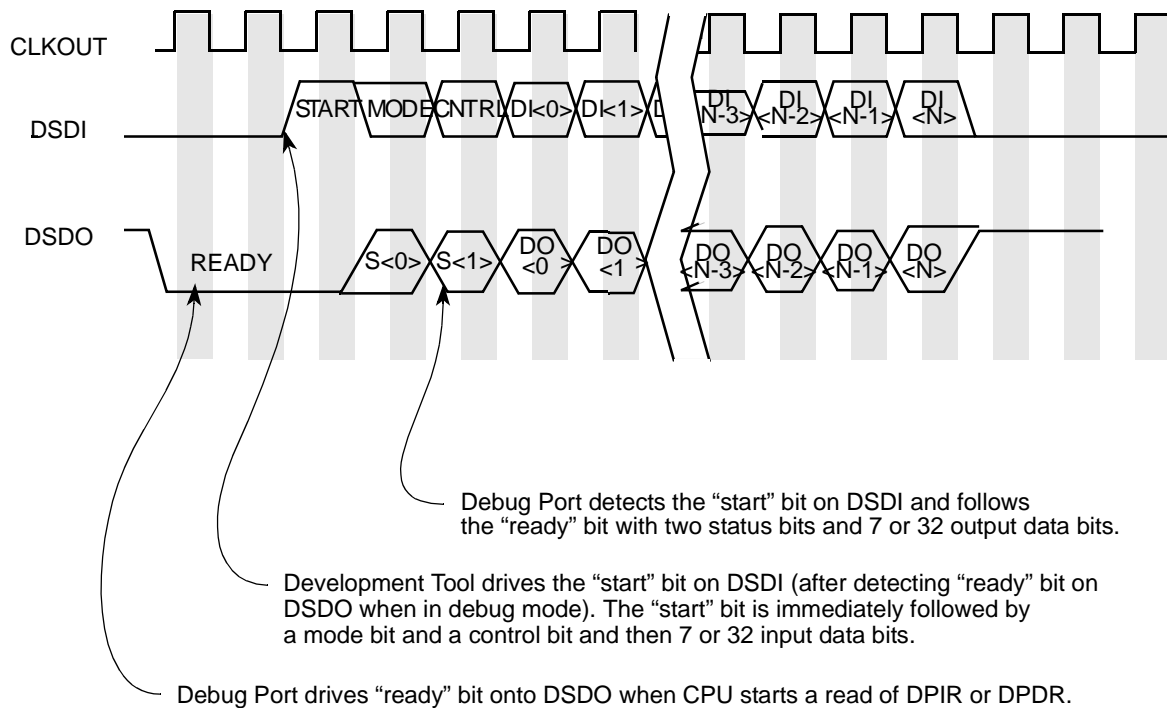 CLKOUT
DSDI
START MODE CNTRL DI<0> DI<1> DI
<N-3> DI
<N-2> DI
<N-1> DI
<N>
DSDO
READY
S<0> S<1> DO
<0> DO
<1 > DO
<N-3> DO
<N-2> DO
<N-1> DO
<N>
Debug Port detects the “start” bit on DSDI and follows
the “ready” bit with two status bits and 7 or 32 output data bits.
Development Tool drives the “start” bit on DSDI (after detecting “ready” bit on
DSDO when in debug mode). The “start” bit is immediately followed by
a mode bit and a control bit and then 7 or 32 input data bits.
Debug Port drives “ready” bit onto DSDO when CPU starts a read of DPIR or DPDR.